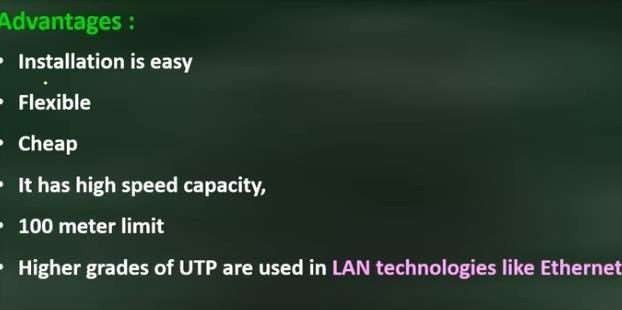 Advantages :
• Installation is easy
• Flexible
• Cheap
• It has high speed capacity,
• 100 meter limit
• Higher grades of UTP are used in LAN technologies like Ethernet